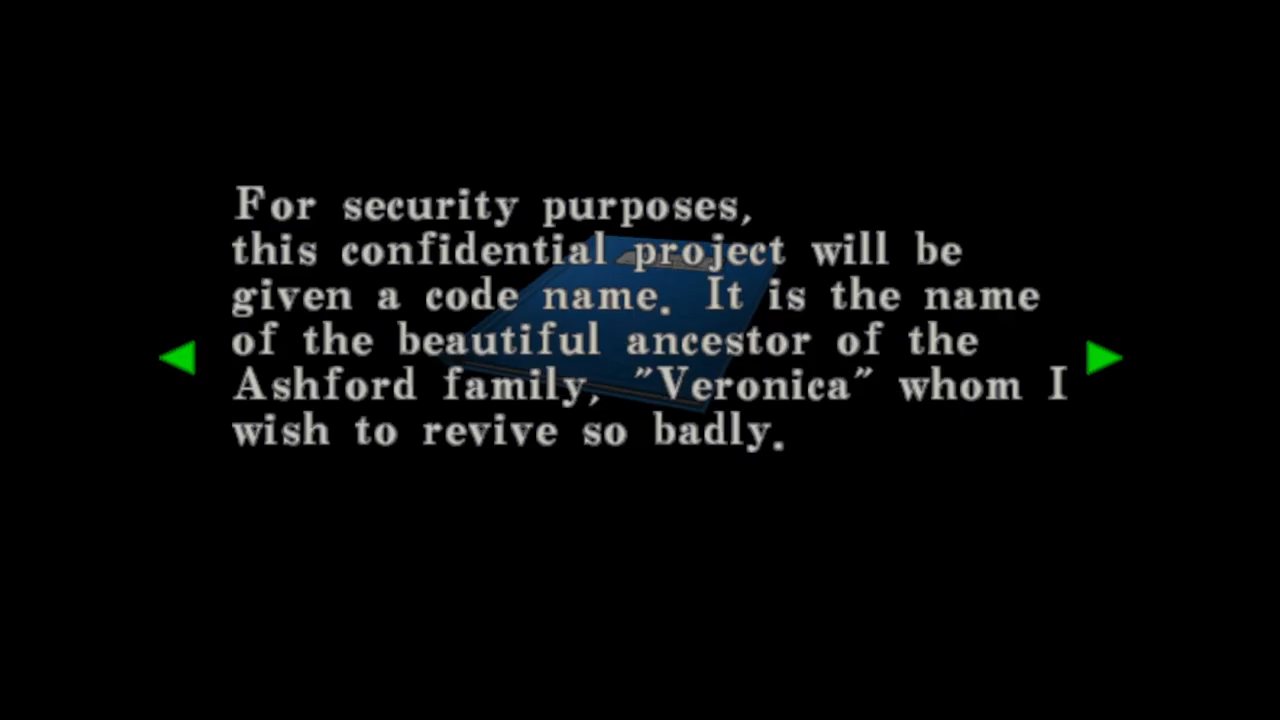 For security purposes,
this confidential project will be
given a code name. It is the name
of the beautiful ancestor of the
Ashford family, "Veronica" whom I
wish to revive so badly.